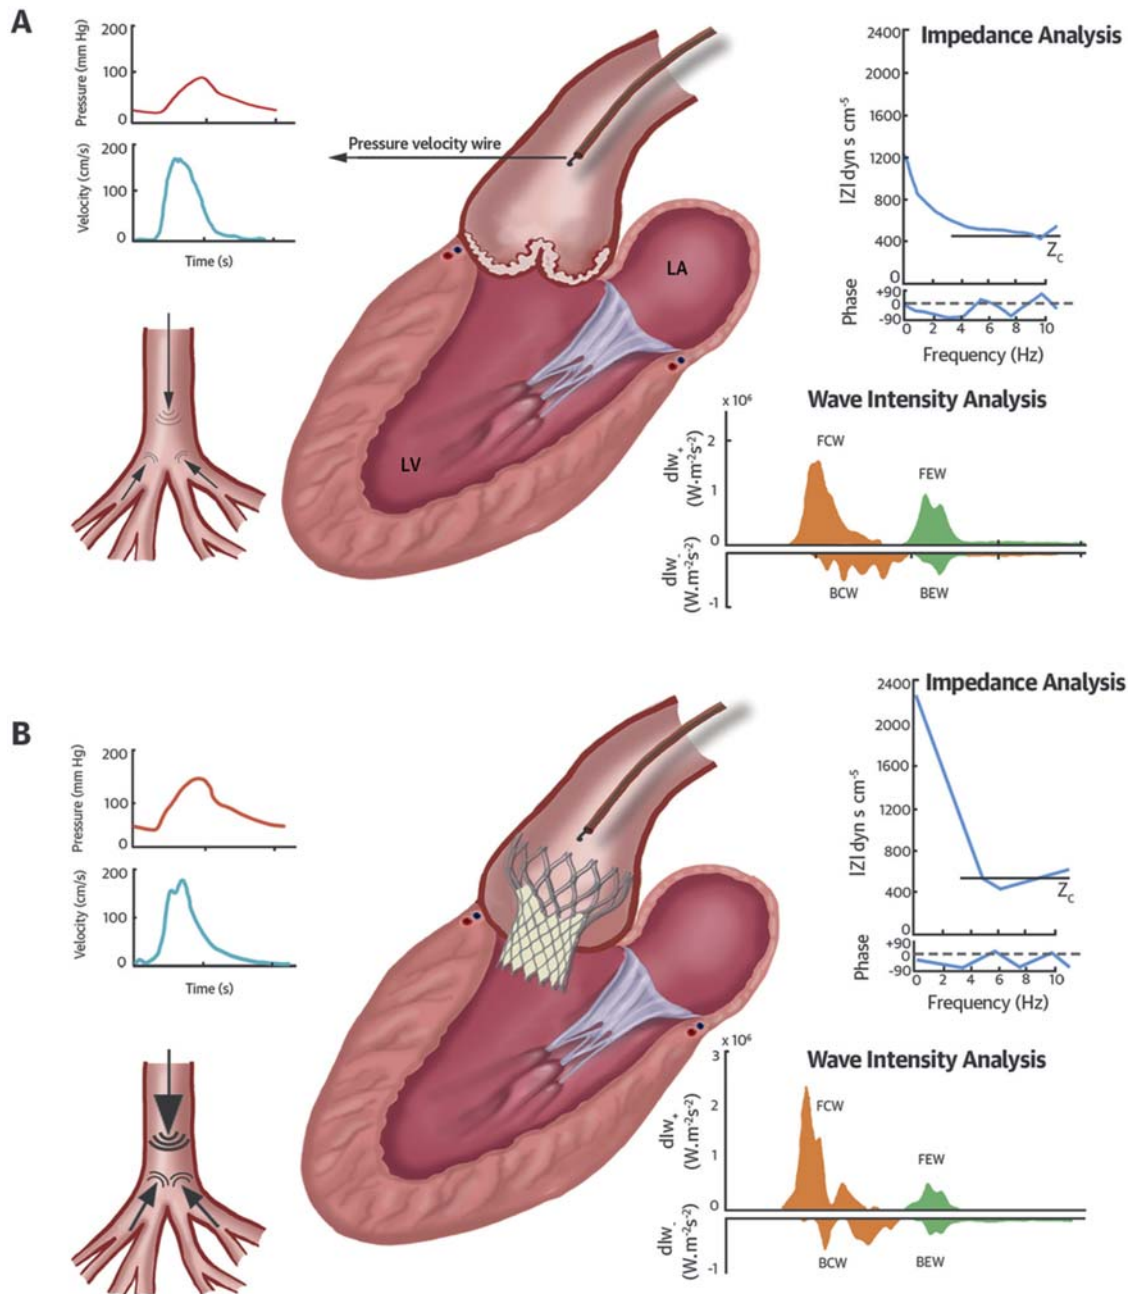 A
Pressure (mm Hg)
200
100
0
Velocity (cm/s)
200
100
0
Time (s)
Pressure velocity wire
LA
LV
Impedance Analysis
|Z| dyn s cm-5
2400
2000
1600
1200
800
400
0
Zc
Phase
+90
0
-90
0 2 4 6 8 10
Frequency (Hz)
Wave Intensity Analysis
x 10⁶
dIw+
(W·m-2s-2)
2
1
0
FCW
FEW
dIw-
(W.m-2s-2)
-1
BCW
BEW
B
Pressure (mm Hg)
200
100
0
Velocity (cm/s)
200
100
0
Time (s)
Impedance Analysis
|Z| dyn s cm-5
2400
2000
1600
1200
800
400
0
Zc
Phase
+90
0
-90
0 2 4 6 8 10
Frequency (Hz)
Wave Intensity Analysis
x 10⁶
dIw+
(W.m-2s-2)
3
2
1
0
FCW
FEW
dIw-
(W.m-2s-2)
-1
BCW
BEW